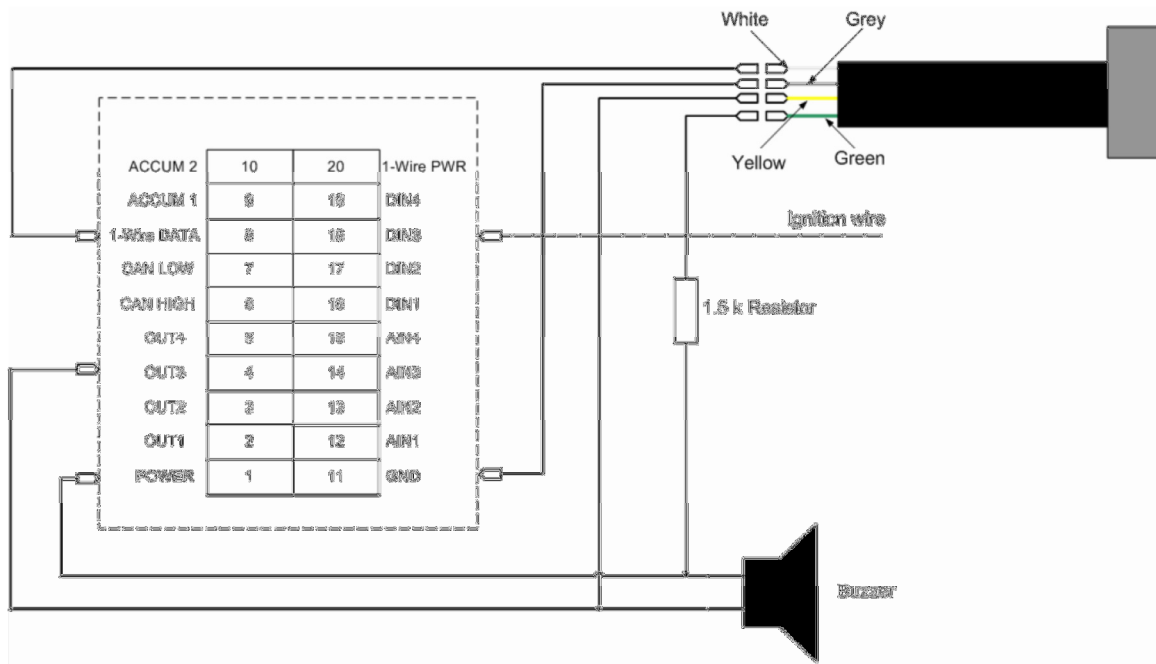 White
Grey
Yellow
Green
ACCUM 2 10 20 1-Wire PWR
ACCUM 1 9 19 DIN4
1-Wire DATA 8 18 DIN3
CAN LOW 7 17 DIN2
CAN HIGH 6 16 DIN1
OUT4 5 15 AIN4
OUT3 4 14 AIN3
OUT2 3 13 AIN2
OUT1 2 12 AIN1
POWER 1 11 GND
Ignition wire
1.5 k Resistor
Buzzer